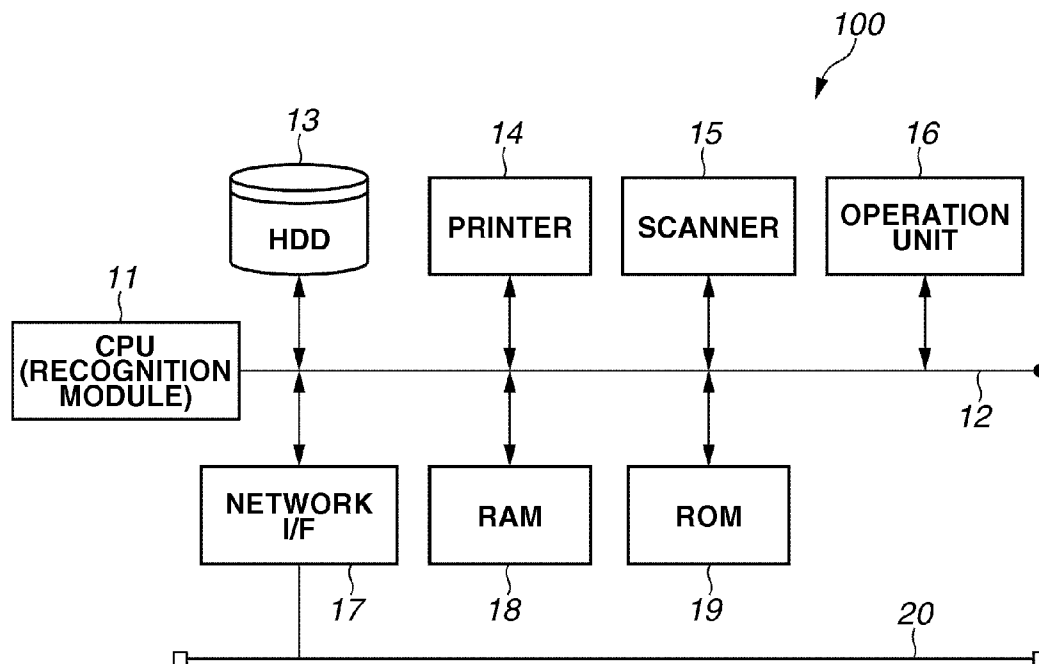 100
13
14
15
16
HDD
PRINTER
SCANNER
OPERATION
UNIT
11
CPU
(RECOGNITION
MODULE)
12
NETWORK
I/F
RAM
ROM
17
18
19
20